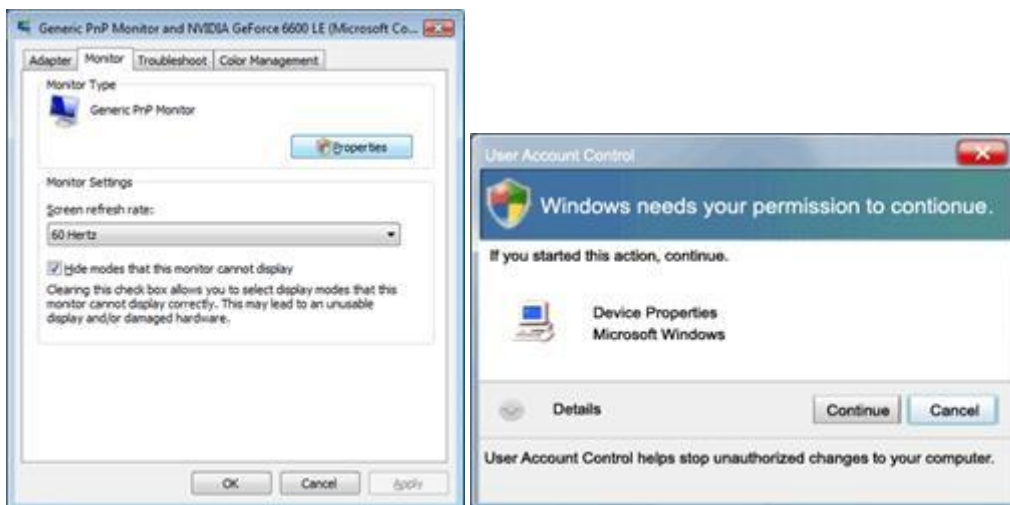 Generic PnP Monitor and NVIDIA GeForce 6600 LE (Microsoft Co...
Adapter Monitor Troubleshoot Color Management
Monitor Type
Generic PnP Monitor
Properties
Monitor Settings
Screen refresh rate:
60 Hertz
Hide modes that this monitor cannot display
Clearing this check box allows you to select display modes that this
monitor cannot display correctly. This may lead to an unusable
display and/or damaged hardware.
OK Cancel Apply
User Account Control
Windows needs your permission to contionue.
If you started this action, continue.
Device Properties
Microsoft Windows
Details Continue Cancel
User Account Control helps stop unauthorized changes to your computer.